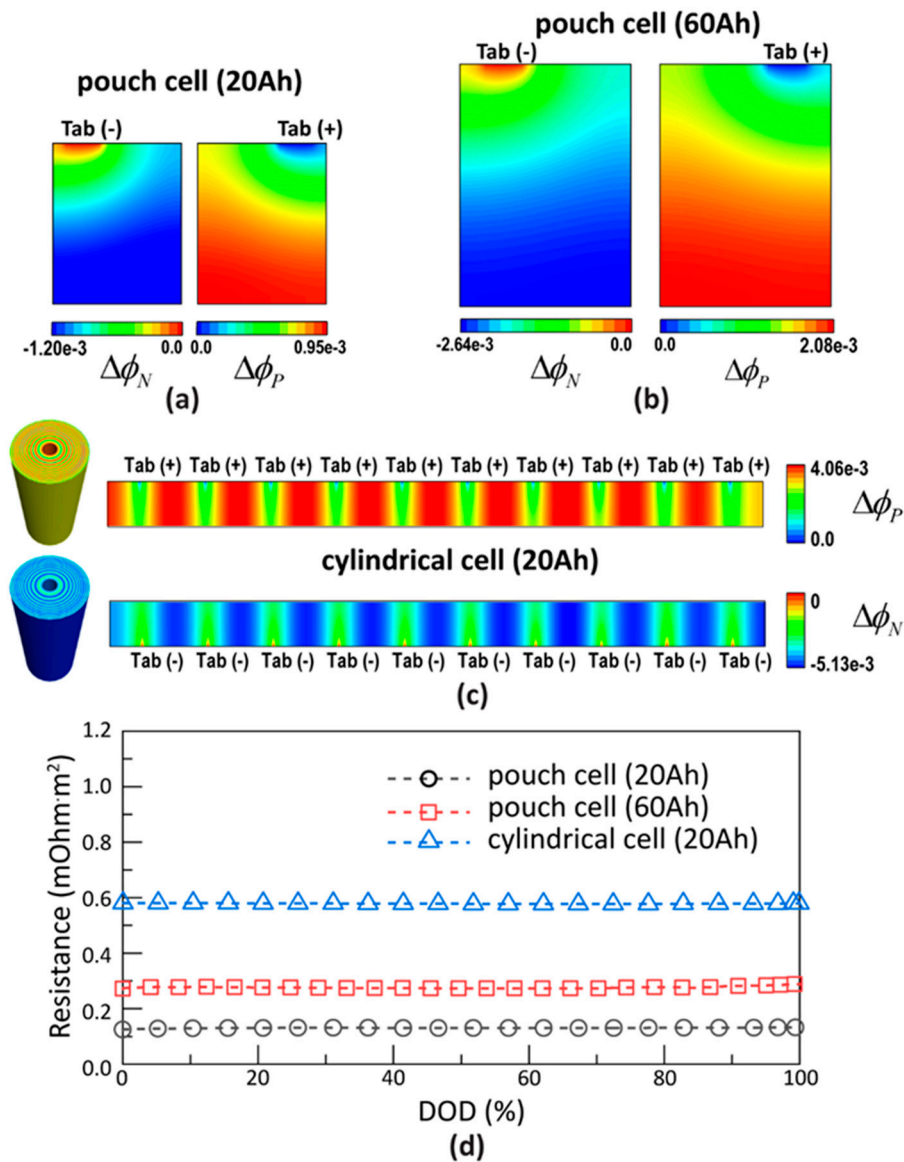 pouch cell (20Ah)
Tab (-)
Tab (+)
-1.20e-3
0.0
0.0
0.95e-3
Δϕ_N
Δϕ_P
(a)
pouch cell (60Ah)
Tab (-)
Tab (+)
-2.64e-3
0.0
0.0
2.08e-3
Δϕ_N
Δϕ_P
(b)
Tab (+) Tab (+) Tab (+) Tab (+) Tab (+) Tab (+) Tab (+) Tab (+) Tab (+) Tab (+)
4.06e-3
Δϕ_P
0.0
cylindrical cell (20Ah)
0
Δϕ_N
-5.13e-3
Tab (-) Tab (-) Tab (-) Tab (-) Tab (-) Tab (-) Tab (-) Tab (-) Tab (-) Tab (-)
(c)
Resistance (mOhm·m²)
1.2
1.0
0.8
0.6
0.4
0.2
0.0
pouch cell (20Ah)
pouch cell (60Ah)
cylindrical cell (20Ah)
0 20 40 60 80 100
DOD (%)
(d)